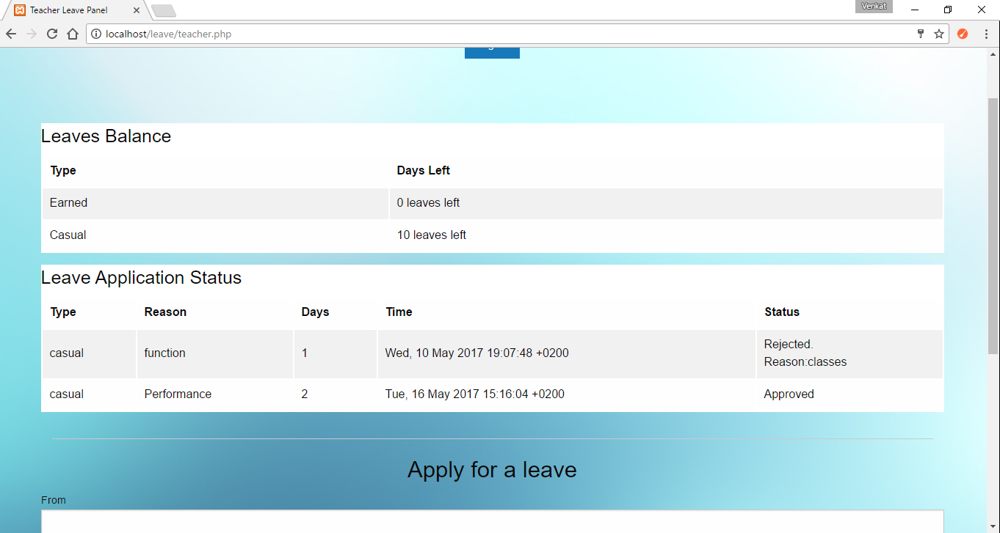 Teacher Leave Panel
Venkat
localhost/leave/teacher.php
Leaves Balance
Type Days Left
Earned 0 leaves left
Casual 10 leaves left
Leave Application Status
Type Reason Days Time Status
casual function 1 Wed, 10 May 2017 19:07:48 +0200 Rejected.
Reason:classes
casual Performance 2 Tue, 16 May 2017 15:16:04 +0200 Approved
Apply for a leave
From